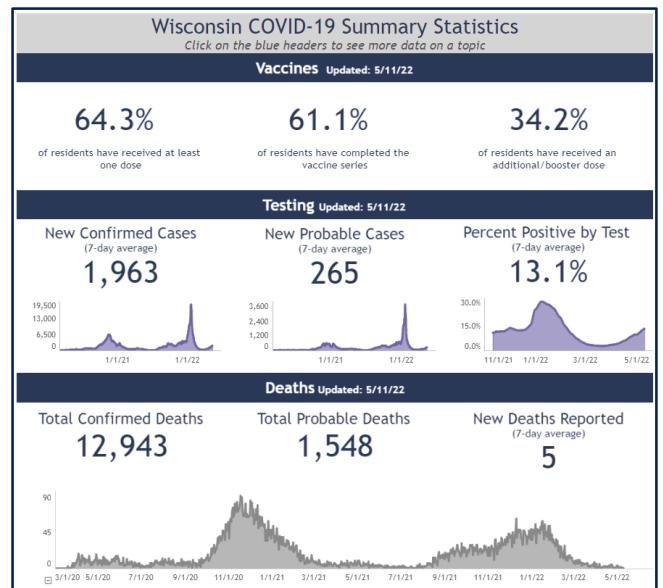 Wisconsin COVID-19 Summary Statistics
Click on the blue headers to see more data on a topic
Vaccines Updated: 5/11/22
64.3% 61.1% 34.2%
of residents have received at least of residents have completed the of residents have received an
one dose vaccine series additional/booster dose
Testing Updated: 5/11/22
New Confirmed Cases New Probable Cases Percent Positive by Test
(7-day average) (7-day average) (7-day average)
1,963 265 13.1%
19,500 3,600 30.0%
13,000 2,400
6,500 1,200 15.0%
0 0 0.0%
1/1/21 1/1/22 1/1/21 1/1/22 11/1/21 1/1/22 3/1/22 5/1/22
Deaths Updated: 5/11/22
Total Confirmed Deaths Total Probable Deaths New Deaths Reported
(7-day average)
12,943 1,548 5
90
45
0
3/1/20 5/1/20 7/1/20 9/1/20 11/1/20 1/1/21 3/1/21 5/1/21 7/1/21 9/1/21 11/1/21 1/1/22 3/1/22 5/1/22